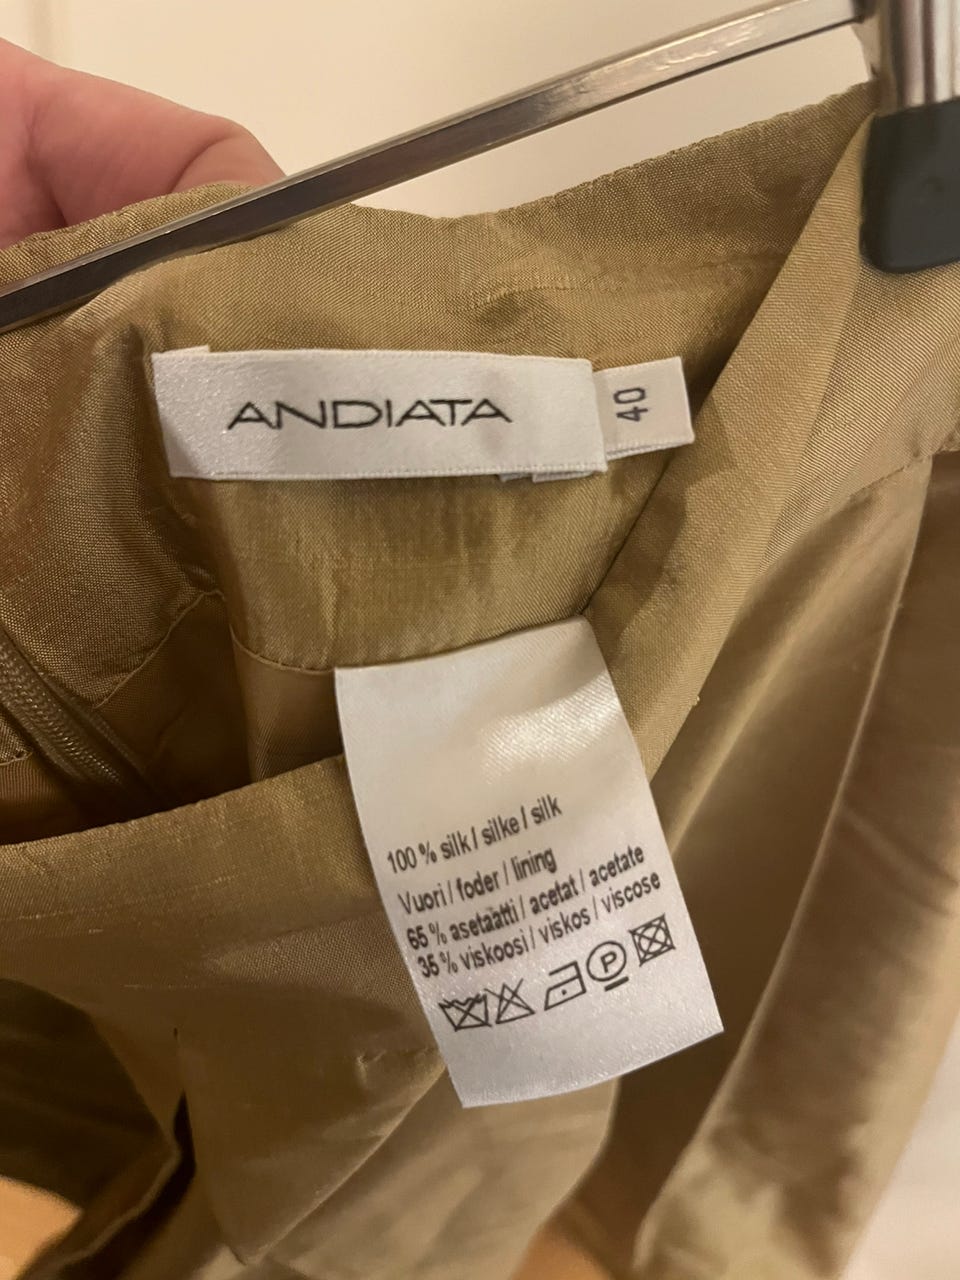 ANDIATA
40
100 % silk / silke / silk
Vuori / foder / lining
65 % asetaatti / acetat / acetate
35 % viskoosi / viskos / viscose
P